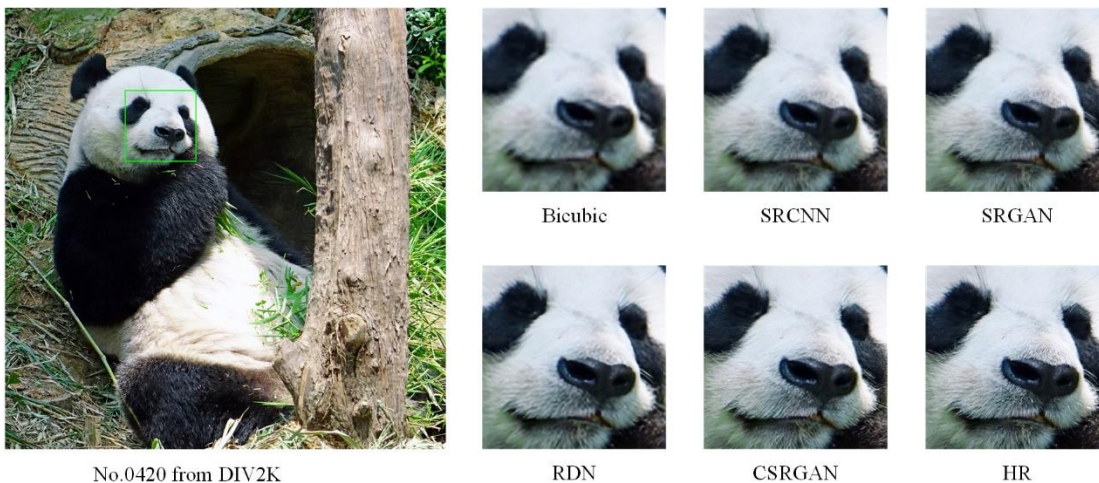 Bicubic
SRCNN
SRGAN
RDN
CSRGAN
HR
No.0420 from DIV2K